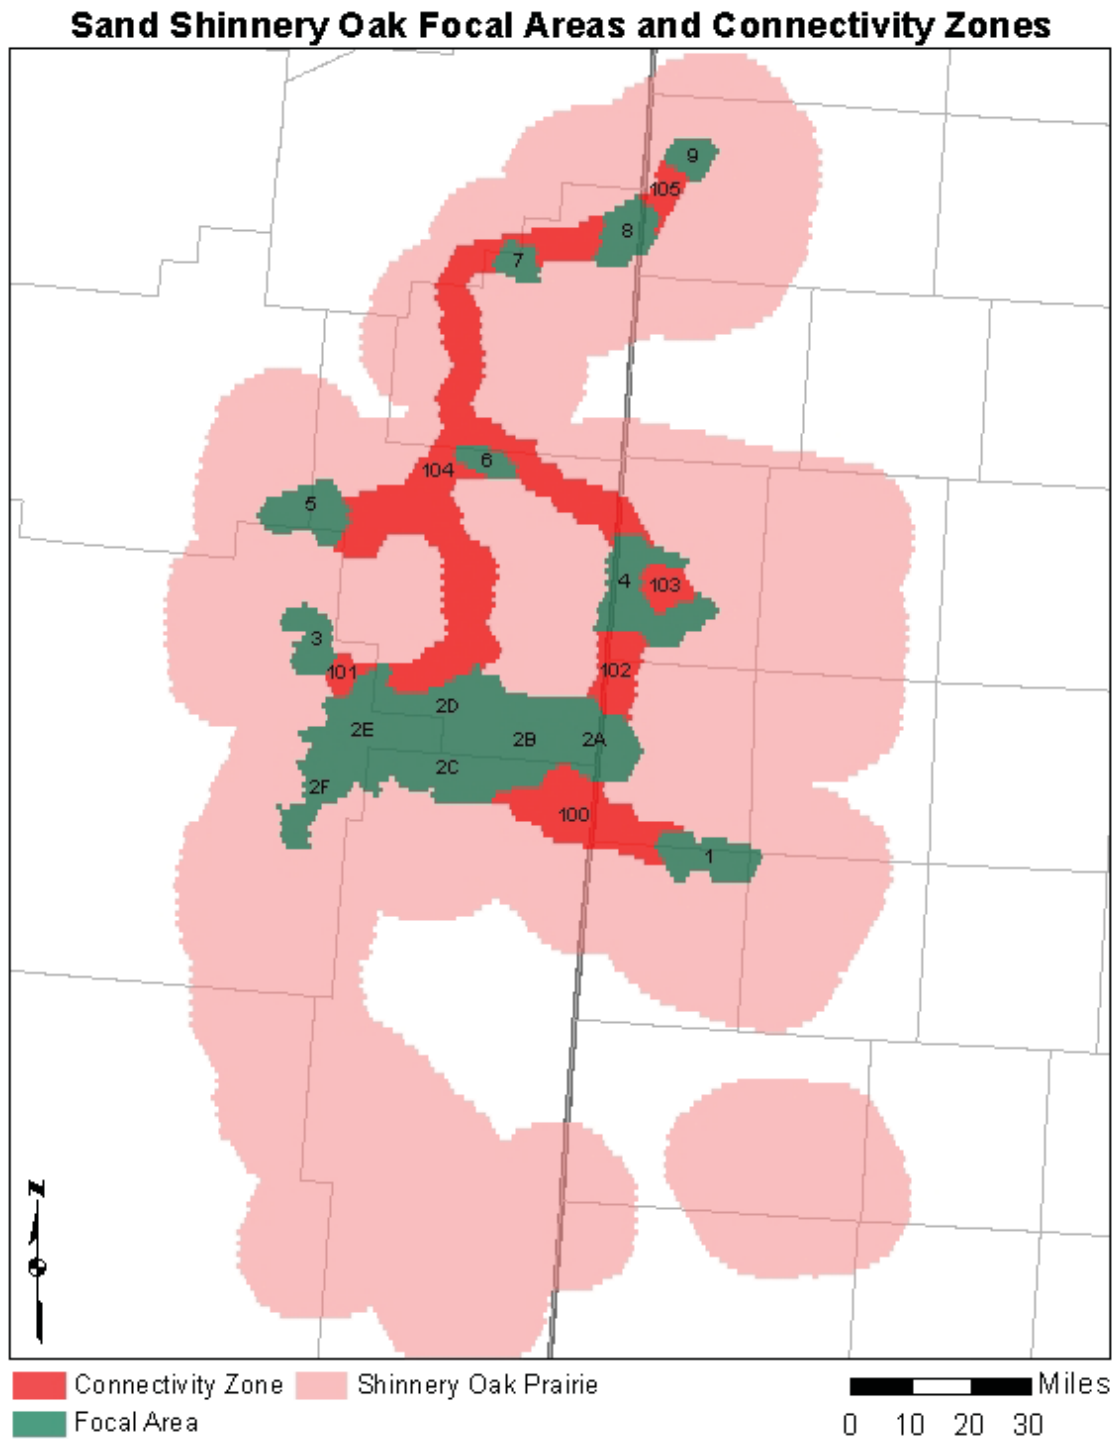 Sand Shinnery Oak Focal Areas and Connectivity Zones
9
105
8
7
6
104
5
4
103
3
101
102
2D
2E
2B
2A
2C
2F
100
1
N
Connectivity Zone
Shinnery Oak Prairie
Miles
Focal Area
0 10 20 30